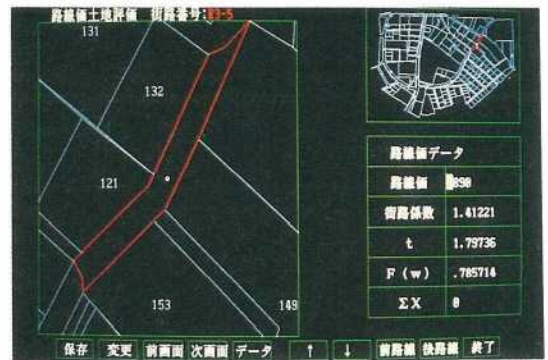 路線価土地評価 街路番号:E3-5
131
132
121
153
149
路線価データ
路線価 890
街路係数 1.41221
t 1.79736
F(w) .785714
ΣX 0
保存 変更 前画面 次画面 データ ↑ ↓ 前路線 後路線 終了